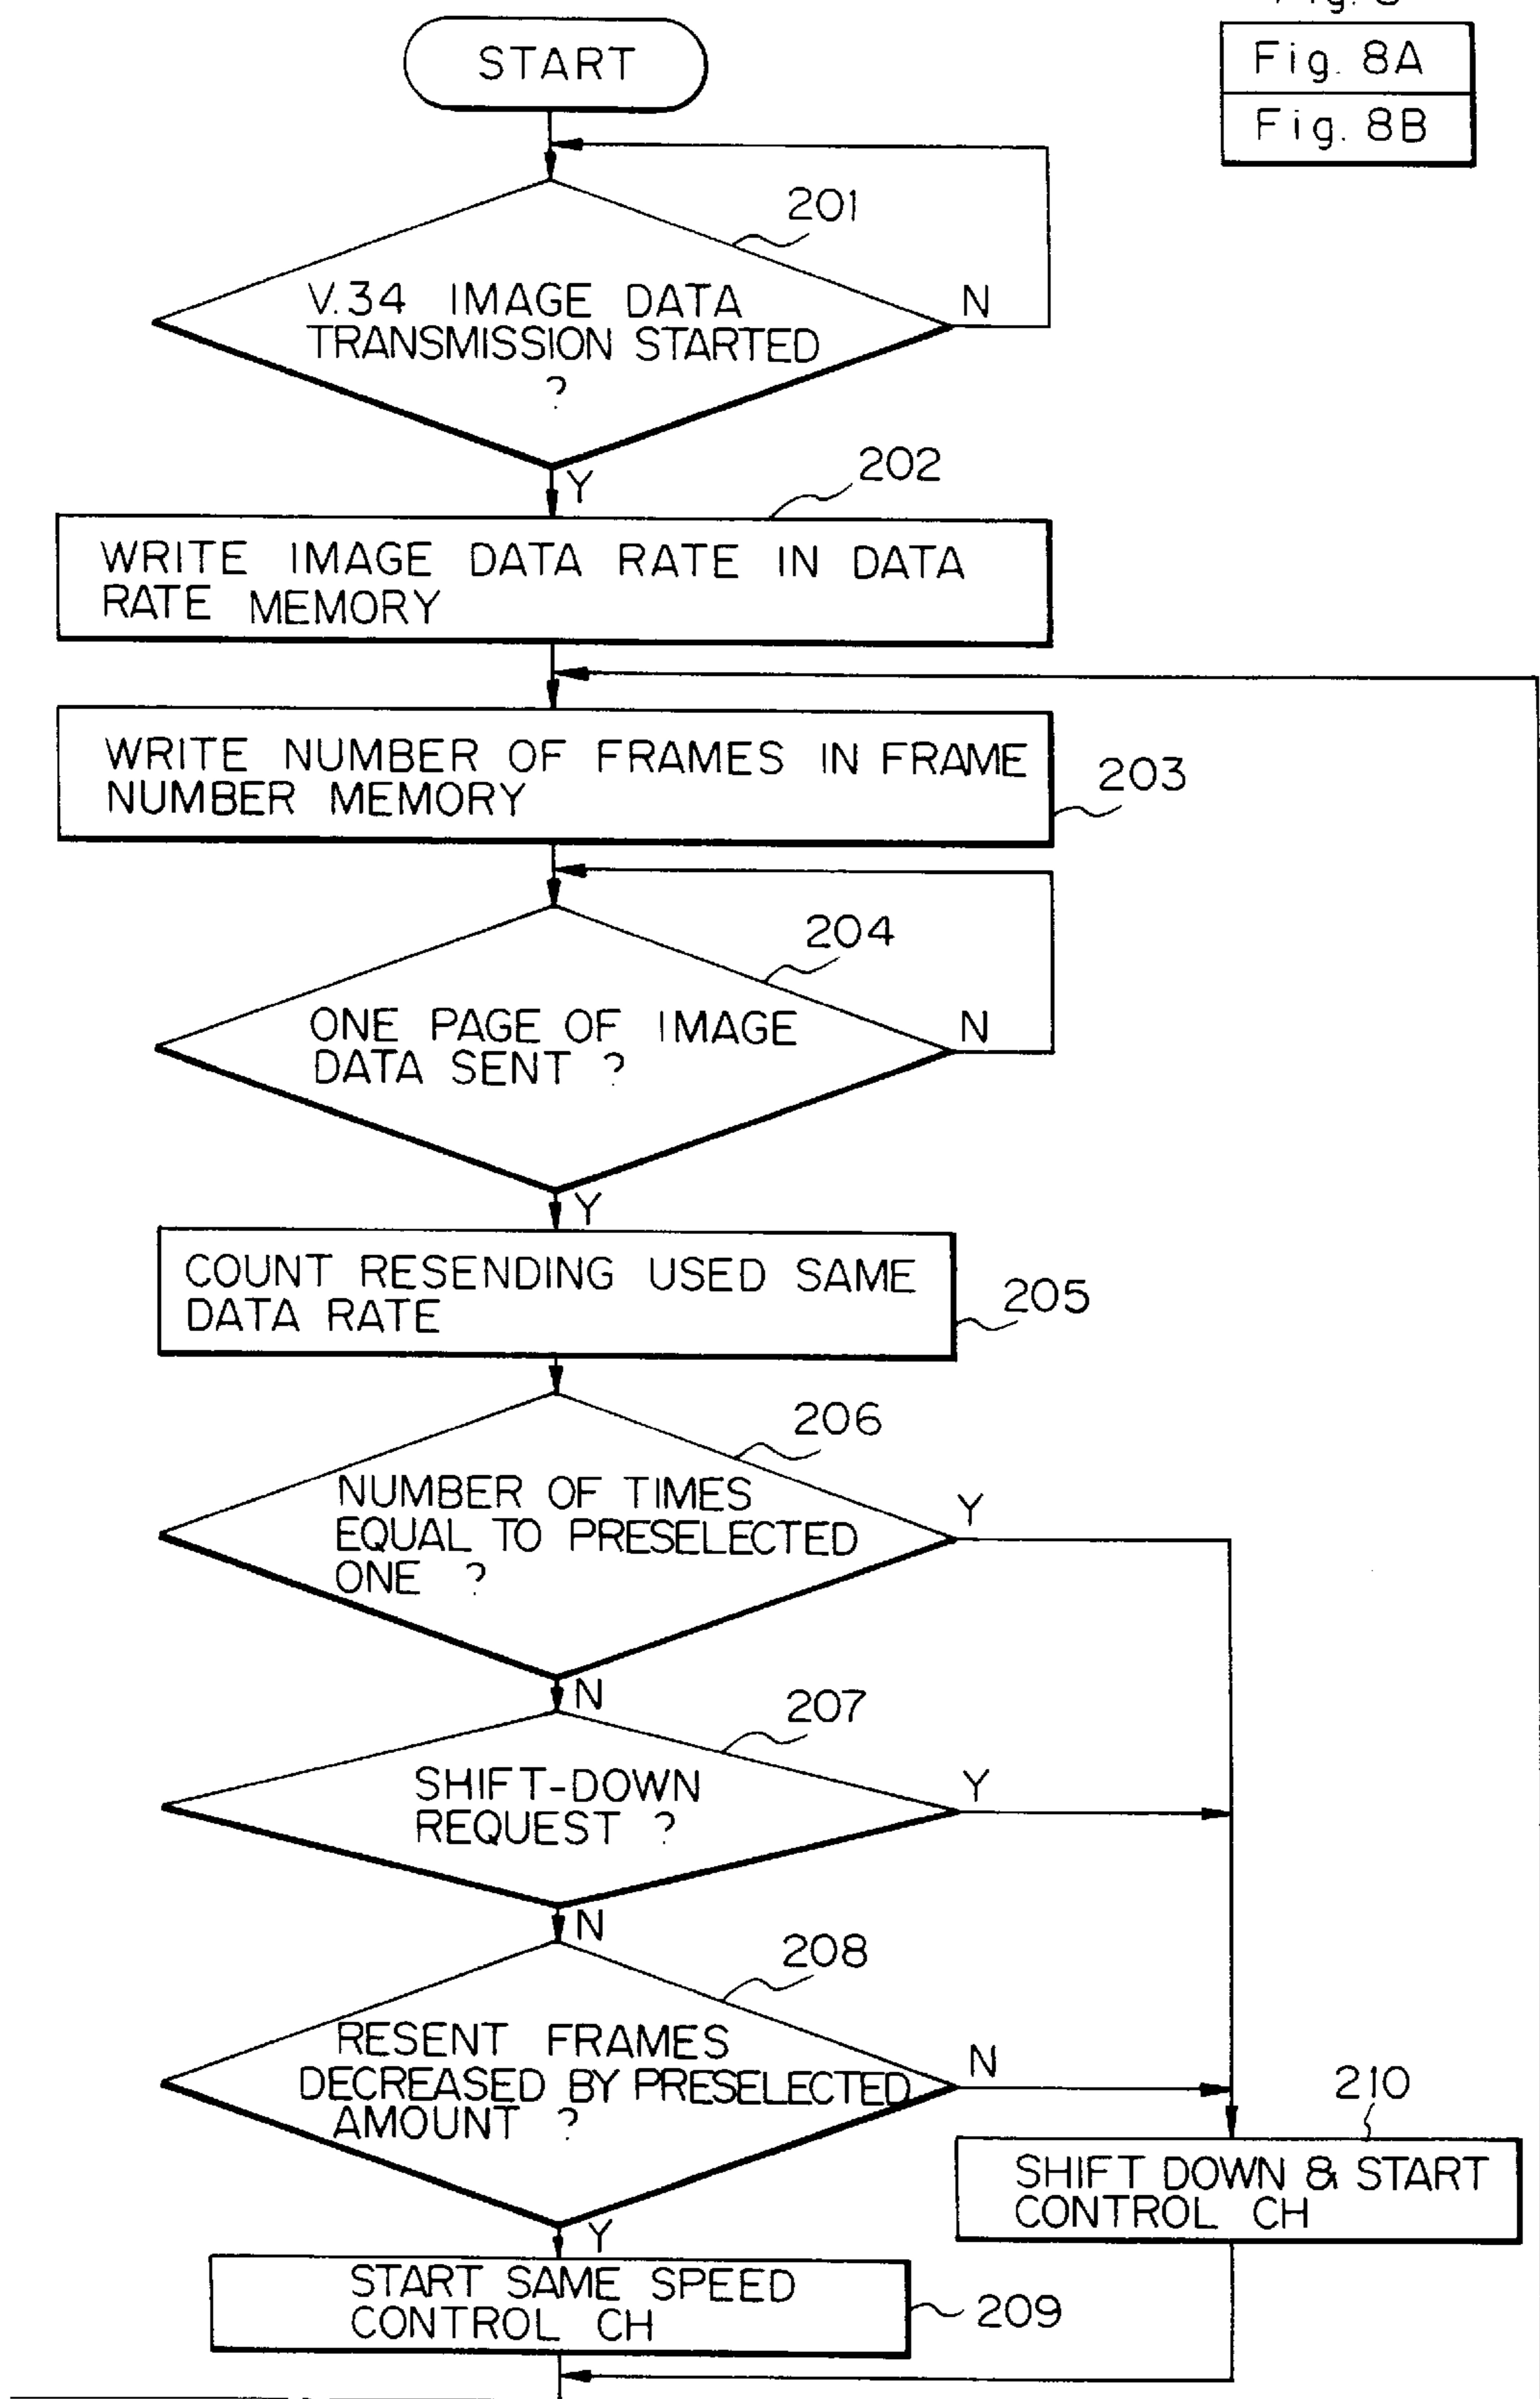 START
Fig. 8A
Fig. 8B
201
V.34 IMAGE DATA
TRANSMISSION STARTED
?
N
Y
202
WRITE IMAGE DATA RATE IN DATA
RATE MEMORY
WRITE NUMBER OF FRAMES IN FRAME
NUMBER MEMORY
203
204
ONE PAGE OF IMAGE
DATA SENT ?
N
Y
COUNT RESENDING USED SAME
DATA RATE
205
206
NUMBER OF TIMES
EQUAL TO PRESELECTED
ONE ?
Y
N
207
SHIFT-DOWN
REQUEST ?
Y
N
208
RESENT FRAMES
DECREASED BY PRESELECTED
AMOUNT ?
N
Y
210
SHIFT DOWN & START
CONTROL CH
START SAME SPEED
CONTROL CH
209